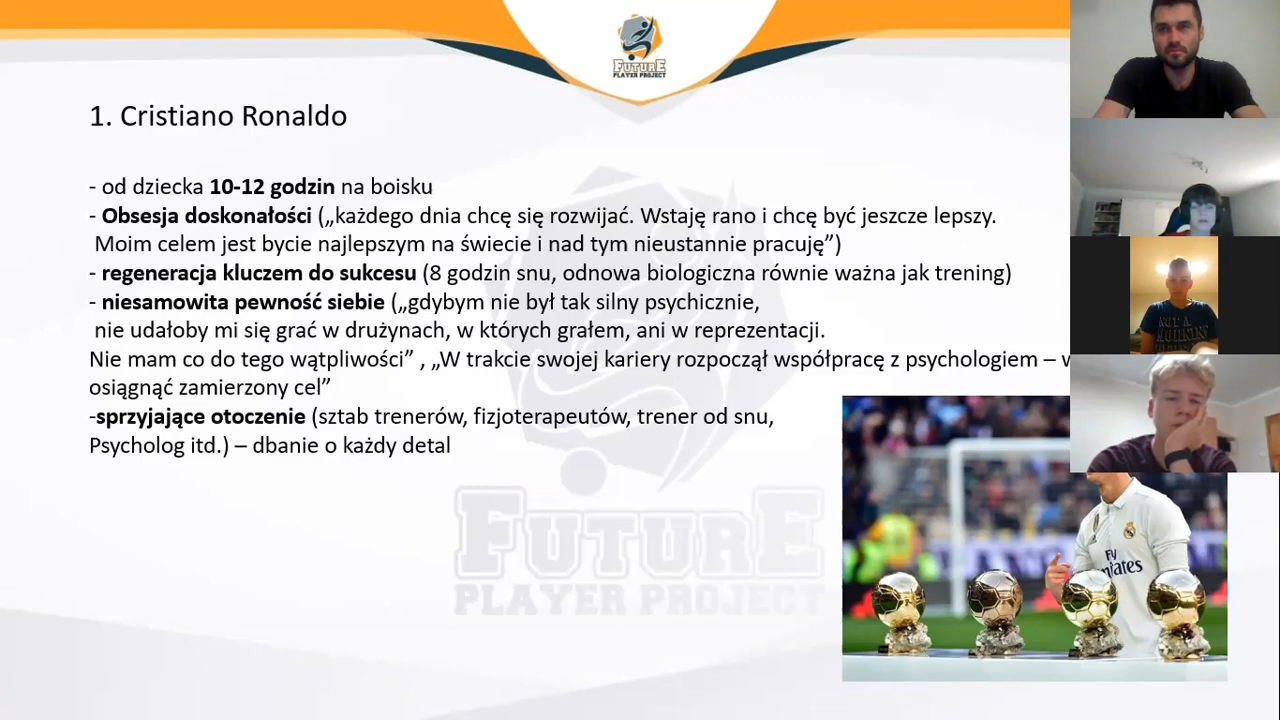 FUTURE
PLAYER PROJECT
1. Cristiano Ronaldo
- od dziecka 10-12 godzin na boisku
- Obsesja doskonałości („każdego dnia chcę się rozwijać. Wstaję rano i chcę być jeszcze lepszy.
Moim celem jest bycie najlepszym na świecie i nad tym nieustannie pracuję”)
- regeneracja kluczem do sukcesu (8 godzin snu, odnowa biologiczna równie ważna jak trening)
- niesamowita pewność siebie („gdybym nie był tak silny psychicznie,
nie udałoby mi się grać w drużynach, w których grałem, ani w reprezentacji.
Nie mam co do tego wątpliwości” , „W trakcie swojej kariery rozpoczął współpracę z psychologiem –
osiągnąć zamierzony cel”
-sprzyjające otoczenie (sztab trenerów, fizjoterapeutów, trener od snu,
Psycholog itd.) – dbanie o każdy detal
FUTURE
PLAYER PROJECT
Fly